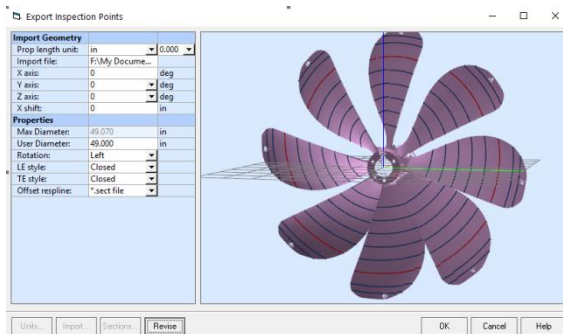 Export Inspection Points
Import Geometry
Prop length unit: in 0.000
Import file: F:\My Docume...
X axis: 0 deg
Y axis: 0 deg
Z axis: 0 deg
X shift: 0 in
Properties
Max Diameter: 49.070 in
User Diameter: 49.000 in
Rotation: Left
LE style: Closed
TE style: Closed
Offset respline: *.sect file
Units... Import... Sections... Revise OK Cancel Help